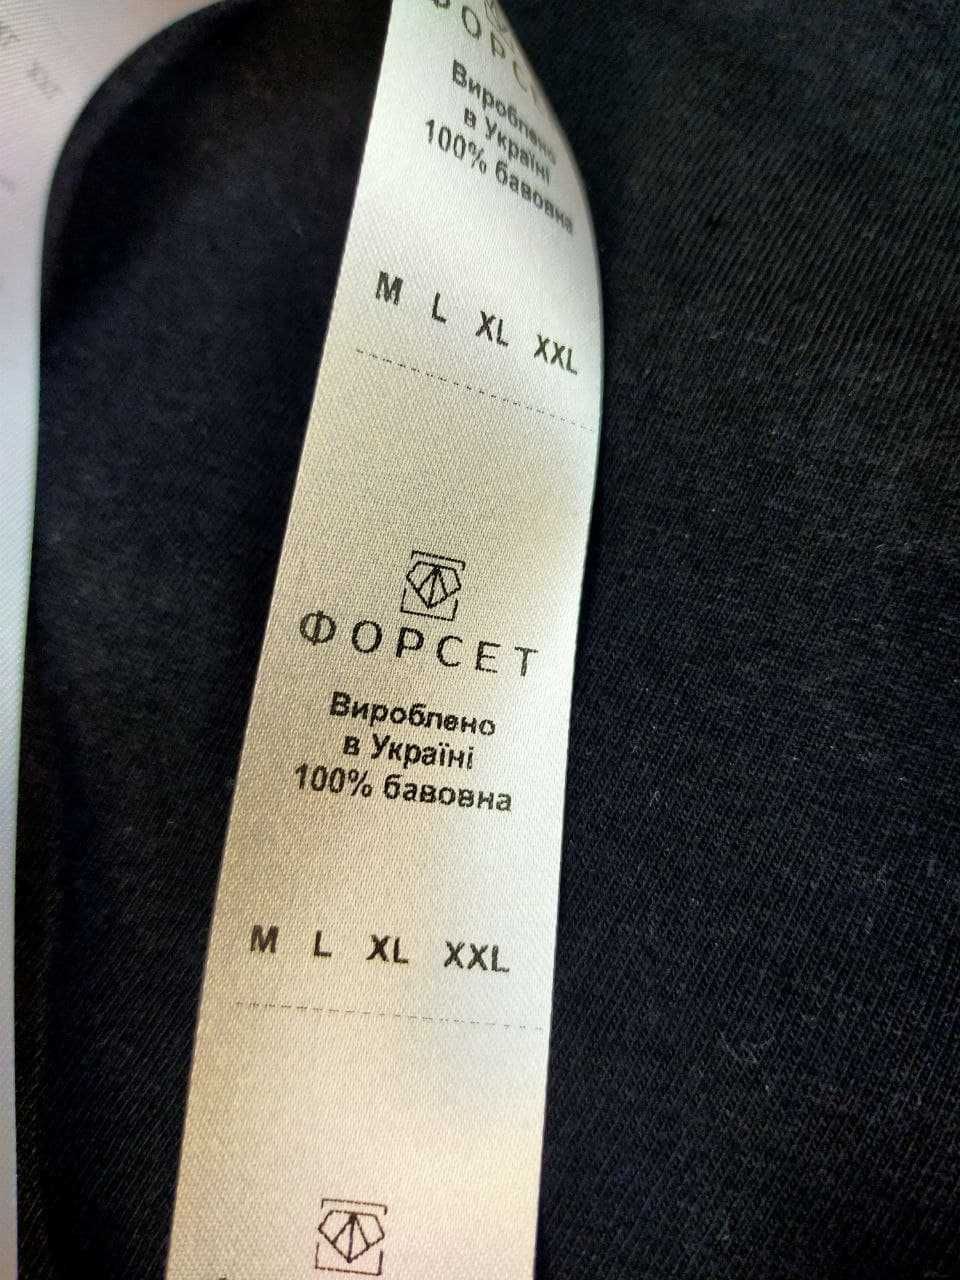 Вироблено
в Україні
100% бавовна
M L XL XXL
ФОРСЕТ
Вироблено
в Україні
100% бавовна
M L XL XXL